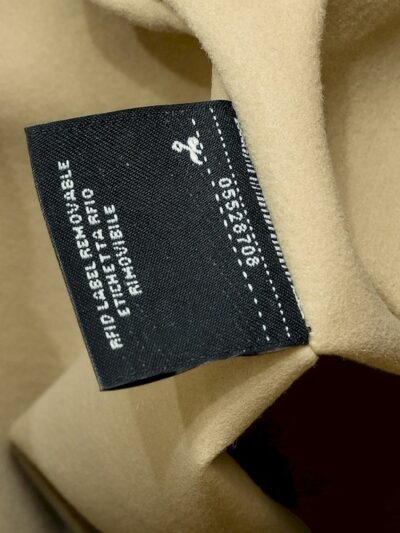 RFID LABEL REMOVABLE
ETICHETTA RFID
RIMOVIBILE
05528708